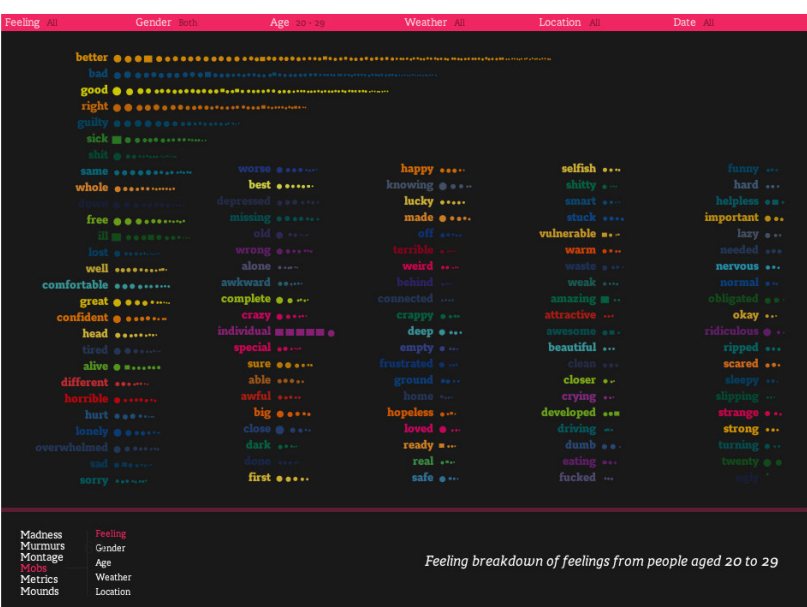 Feeling All Gender Both Age 20 - 29 Weather All Location All Date All
better
bad
good
right
guilty
sick
shit
same
whole
down
free
ill
lost
well
comfortable
great
confident
head
tired
alive
different
horrible
hurt
lonely
overwhelmed
sad
sorry
worse
best
depressed
missing
old
wrong
alone
awkward
complete
crazy
individual
special
sure
able
awful
big
close
dark
done
first
happy
knowing
lucky
made
off
terrible
weird
behind
connected
crappy
deep
empty
frustrated
ground
home
hopeless
loved
ready
real
safe
selfish
shitty
smart
stuck
vulnerable
warm
waste
weak
amazing
attractive
awesome
beautiful
clean
closer
crying
developed
driving
dumb
eating
fucked
funny
hard
helpless
important
lazy
needed
nervous
normal
obligated
okay
ridiculous
ripped
scared
sleepy
slipping
strange
strong
turning
twenty
ugly
Madness
Murmurs
Montage
Mobs
Metrics
Mounds
Feeling
Gender
Age
Weather
Location
Feeling breakdown of feelings from people aged 20 to 29